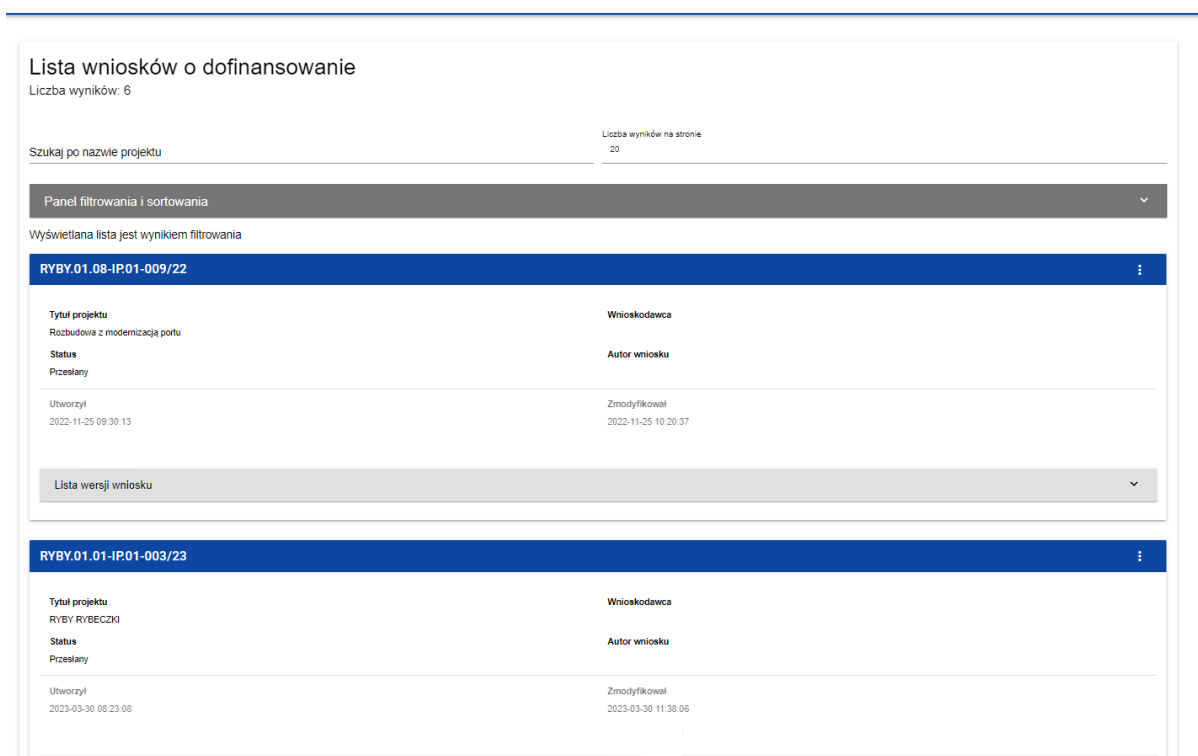 Lista wniosków o dofinansowanie
Liczba wyników: 6
Liczba wyników na stronie
Szukaj po nazwie projektu
20
Panel filtrowania i sortowania
Wyświetlana lista jest wynikiem filtrowania
RYBY.01.08-IP.01-009/22
Tytuł projektu
Wnioskodawca
Rozbudowa z modernizacją portu
Status
Autor wniosku
Przesłany
Utworzył
Zmodyfikował
2022-11-25 09:30:13
2022-11-25 10:20:37
Lista wersji wniosku
RYBY.01.01-IP.01-003/23
Tytuł projektu
Wnioskodawca
RYBY RYBECZKI
Status
Autor wniosku
Przesłany
Utworzył
Zmodyfikował
2023-03-30 08:23:08
2023-03-30 11:38:06